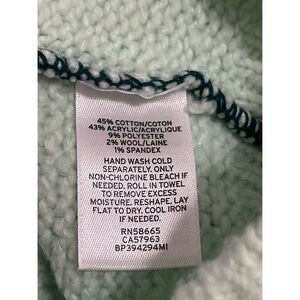 45% COTTON/COTON
43% ACRYLIC/ACRYLIQUE
9% POLYESTER
2% WOOL/LAINE
1% SPANDEX
HAND WASH COLD
SEPARATELY. ONLY
NON-CHLORINE BLEACH IF
NEEDED. ROLL IN TOWEL
TO REMOVE EXCESS
MOISTURE. RESHAPE, LAY
FLAT TO DRY. COOL IRON
IF NEEDED.
RN58665
CA57963
BP394294MI